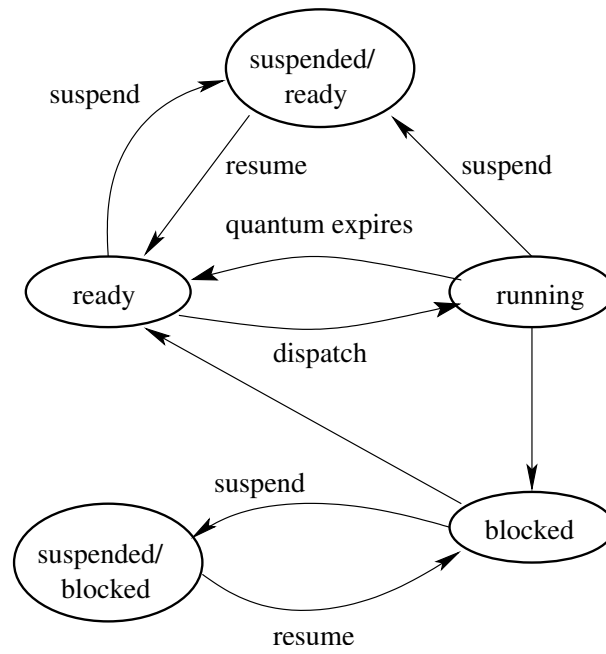 suspended/
ready
suspend
resume
suspend
quantum expires
ready
running
dispatch
suspend
blocked
suspended/
blocked
resume